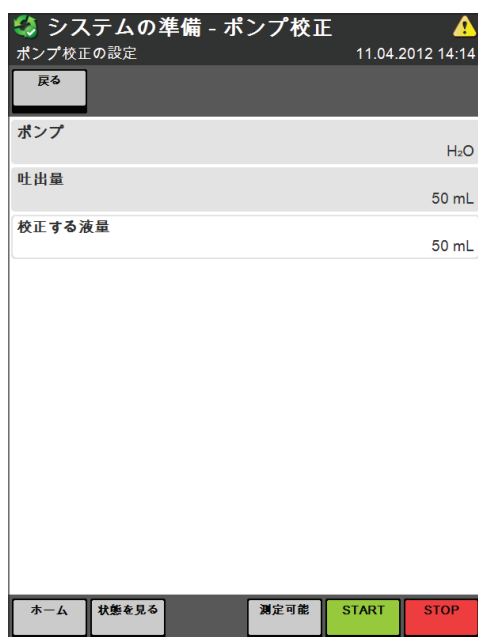 システムの準備 - ポンプ校正
ポンプ校正の設定 11.04.2012 14:14
戻る
ポンプ
H₂O
吐出量
50 mL
校正する液量
50 mL
ホーム 状態を見る 測定可能 START STOP